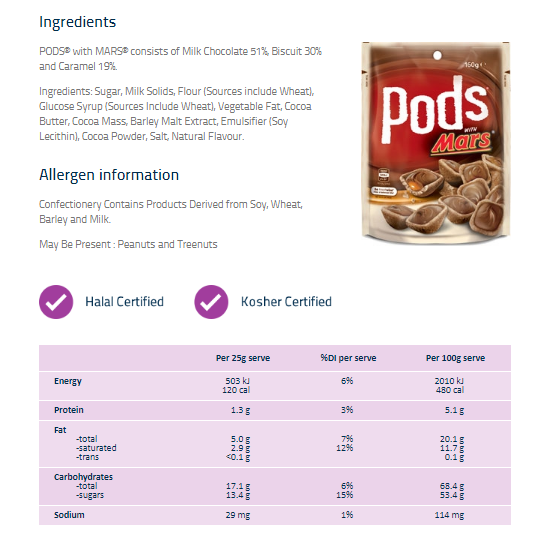 Ingredients
PODS® with MARS® consists of Milk Chocolate 51%, Biscuit 30%
and Caramel 19%.
Ingredients: Sugar, Milk Solids, Flour (Sources include Wheat),
Glucose Syrup (Sources Include Wheat), Vegetable Fat, Cocoa
Butter, Cocoa Mass, Barley Malt Extract, Emulsifier (Soy
Lecithin), Cocoa Powder, Salt, Natural Flavour.
160g
Pods
WITH
Mars
Allergen information
Confectionery Contains Products Derived from Soy, Wheat,
Barley and Milk.
May Be Present : Peanuts and Treenuts
Halal Certified Kosher Certified
Per 25g serve %DI per serve Per 100g serve
Energy 503 kJ 6% 2010 kJ
120 cal 480 cal
Protein 1.3 g 3% 5.1 g
Fat
-total 5.0 g 7% 20.1 g
-saturated 2.9 g 12% 11.7 g
-trans <0.1 g 0.1 g
Carbohydrates
-total 17.1 g 6% 68.4 g
-sugars 13.4 g 15% 53.4 g
Sodium 29 mg 1% 114 mg